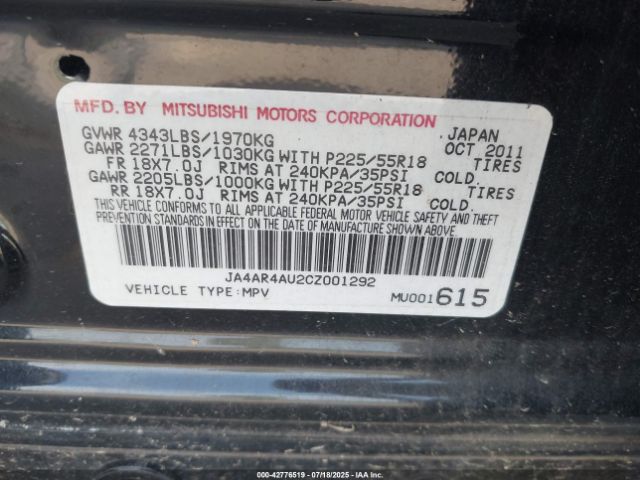 MFD. BY MITSUBISHI MOTORS CORPORATION
GVWR 4343LBS/1970KG JAPAN OCT 2011
GAWR 2271LBS/1030KG WITH P225/55R18 TIRES
FR 18X7.0J RIMS AT 240KPA/35PSI COLD.
GAWR 2205LBS/1000KG WITH P225/55R18 TIRES
RR 18X7.0J RIMS AT 240KPA/35PSI COLD.
THIS VEHICLE CONFORMS TO ALL APPLICABLE FEDERAL MOTOR VEHICLE SAFETY AND THEFT
PREVENTION STANDARDS IN EFFECT ON THE DATE OF MANUFACTURE SHOWN ABOVE.
JA4AR4AU2CZ001292
VEHICLE TYPE:MPV MU001615
000-42776519 07/18/2025 IAAI.COM